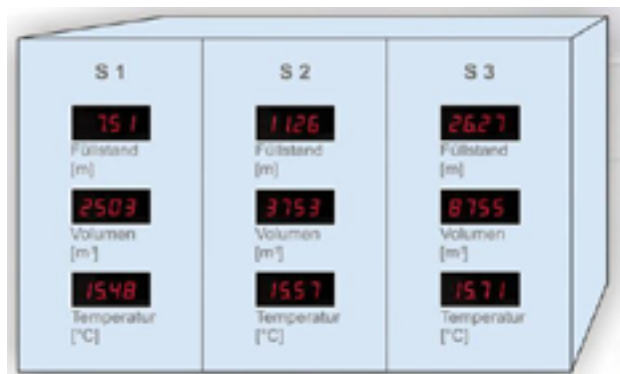 S 1
S 2
S 3
7.51
11.26
26.27
Füllstand
Füllstand
Füllstand
[m]
[m]
[m]
2503
3753
8755
Volumen
Volumen
Volumen
[m³]
[m³]
[m³]
15.48
15.57
15.71
Temperatur
Temperatur
Temperatur
[°C]
[°C]
[°C]